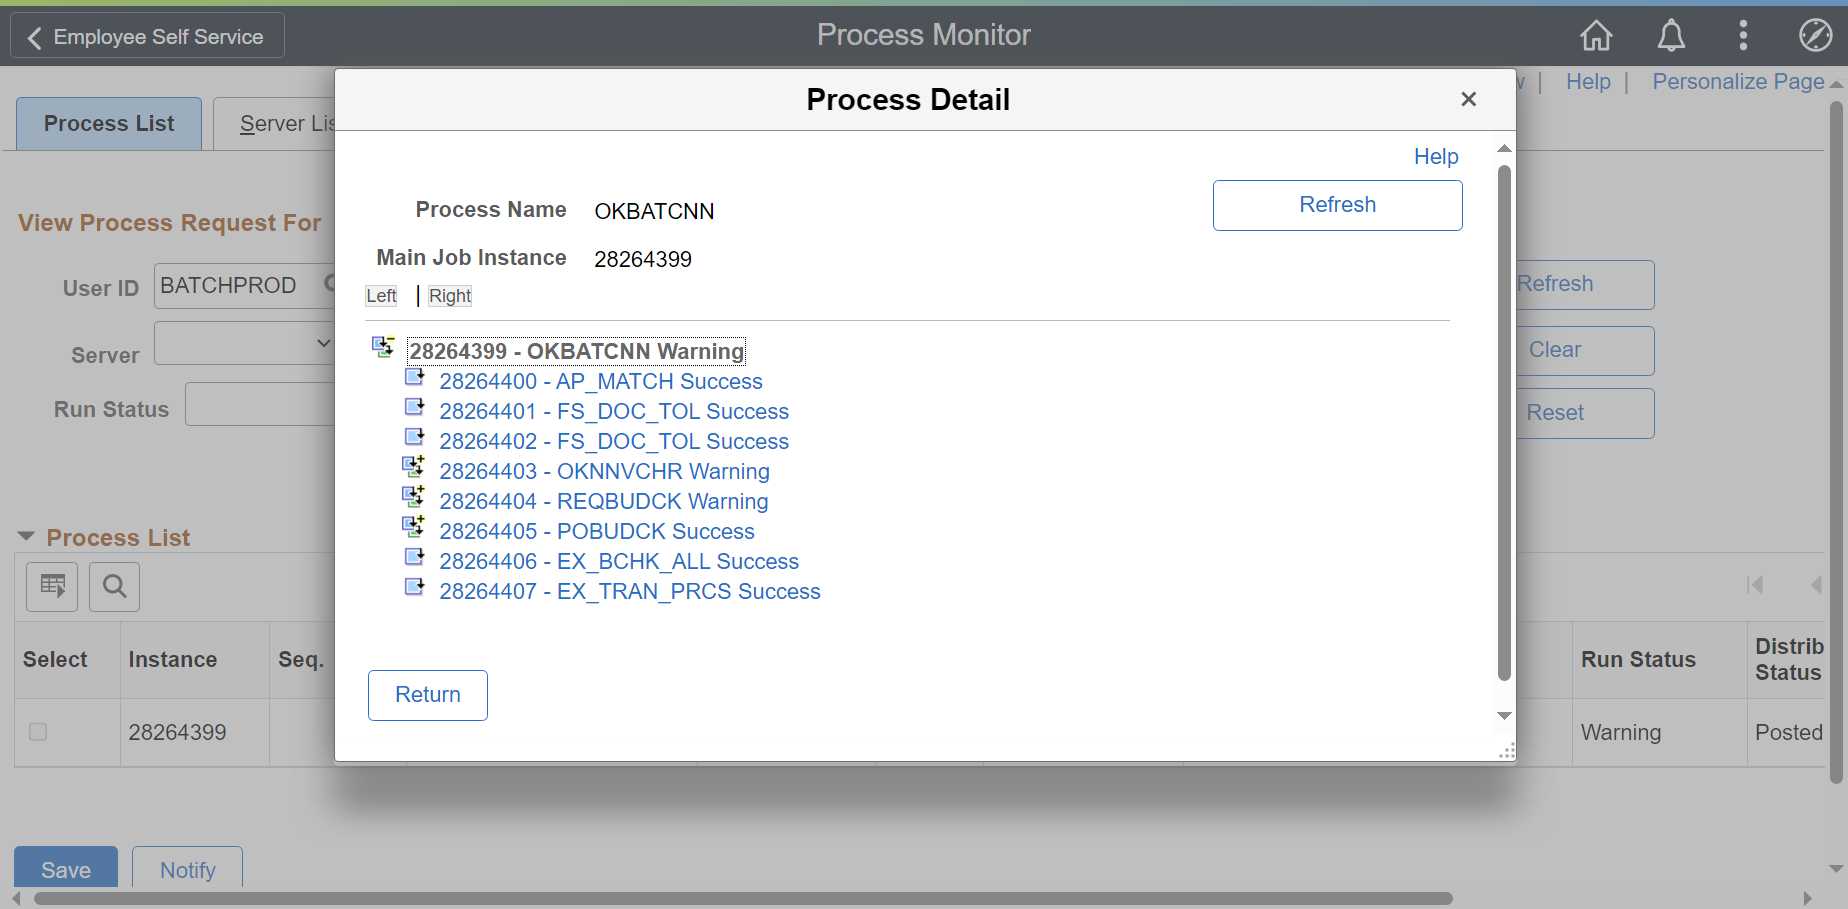 Employee Self Service
Process Monitor
Help
Personalize Page
Process List
Server Lis
Process Detail
Help
Process Name OKBATCNN
Refresh
Main Job Instance 28264399
Left | Right
28264399 - OKBATCNN Warning
28264400 - AP_MATCH Success
28264401 - FS_DOC_TOL Success
28264402 - FS_DOC_TOL Success
28264403 - OKNNVCHR Warning
28264404 - REQBUDCK Warning
28264405 - POBUDCK Success
28264406 - EX_BCHK_ALL Success
28264407 - EX_TRAN_PRCS Success
Return
View Process Request For
User ID BATCHPROD
Refresh
Server
Clear
Run Status
Reset
Process List
Select Instance Seq. Run Status Distrib
Status
28264399 Warning Posted
Save Notify